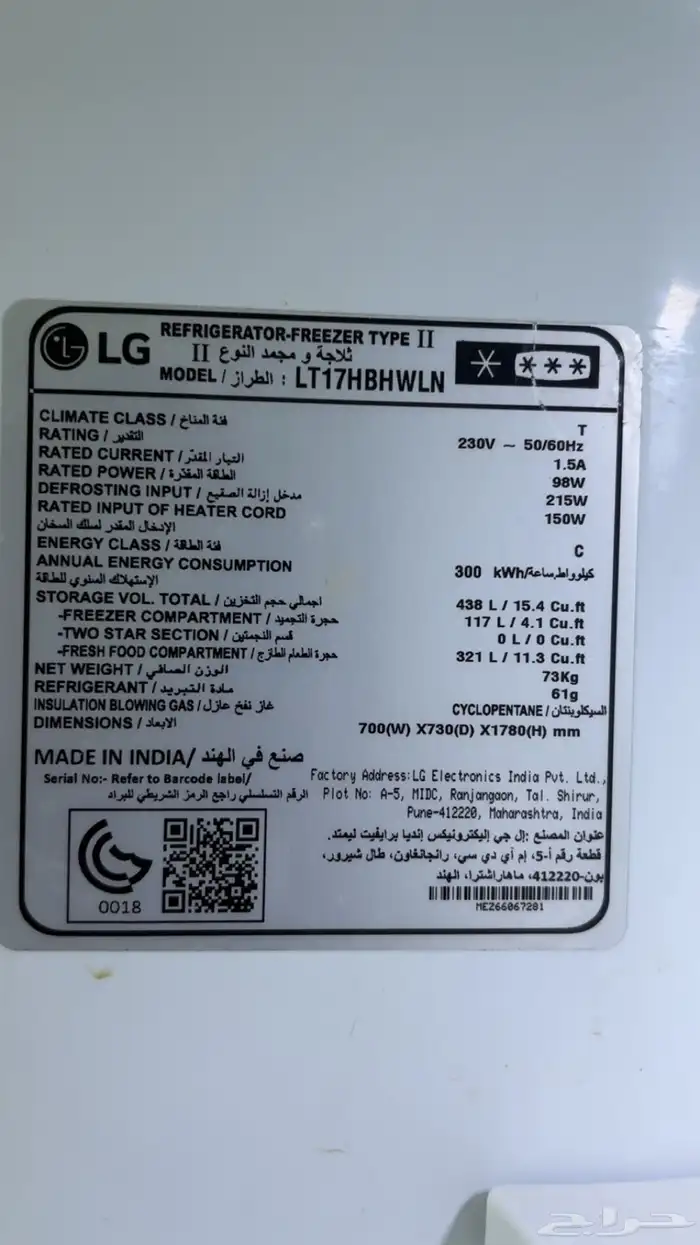 LG
REFRIGERATOR-FREEZER TYPE II
ثلاجة و مجمد النوع II
MODEL / الطراز : LT17HBHWLN
CLIMATE CLASS / فئة المناخ T
RATING / التقدير 230V ~ 50/60Hz
RATED CURRENT / التيار المقدّر 1.5A
RATED POWER / الطاقة المقدّرة 98W
DEFROSTING INPUT / مدخل إزالة الصقيع 215W
RATED INPUT OF HEATER CORD 150W
الإدخال المقدر لسلك السخان
ENERGY CLASS / فئة الطاقة C
ANNUAL ENERGY CONSUMPTION 300 kWh/كيلوواط.ساعة
الإستهلاك السنوي للطاقة
STORAGE VOL. TOTAL / اجمالي حجم التخزين 438 L / 15.4 Cu.ft
-FREEZER COMPARTMENT / حجرة التجميد 117 L / 4.1 Cu.ft
-TWO STAR SECTION / قسم النجمتين 0 L / 0 Cu.ft
-FRESH FOOD COMPARTMENT / حجرة الطعام الطازج 321 L / 11.3 Cu.ft
NET WEIGHT / الوزن الصافي 73Kg
REFRIGERANT / مادة التبريد 61g
INSULATION BLOWING GAS / غاز نفخ عازل CYCLOPENTANE / السيكلوبنتان
DIMENSIONS / الابعاد 700(W) X730(D) X1780(H) mm
MADE IN INDIA/ صنع في الهند
Serial No:- Refer to Barcode label/
الرقم التسلسلي راجع الرمز الشريطي للبراد
Factory Address:LG Electronics India Pvt. Ltd.,
Plot No: A-5, MIDC, Ranjangaon, Tal. Shirur,
Pune-412220, Maharashtra, India
عنوان المصنع :إل جي إليكترونيكس إنديا برايفيت ليمتد.
قطعة رقم أ-5، إم آي دي سي، رانجانغاون، طال شيرور،
بون-412220، ماهاراشترا، الهند
0018
MEZ66067281
حراج